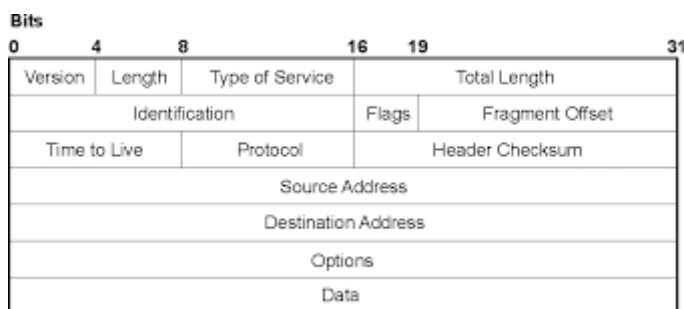 Bits
0 4 8 16 19 31
Version Length Type of Service Total Length
Identification Flags Fragment Offset
Time to Live Protocol Header Checksum
Source Address
Destination Address
Options
Data